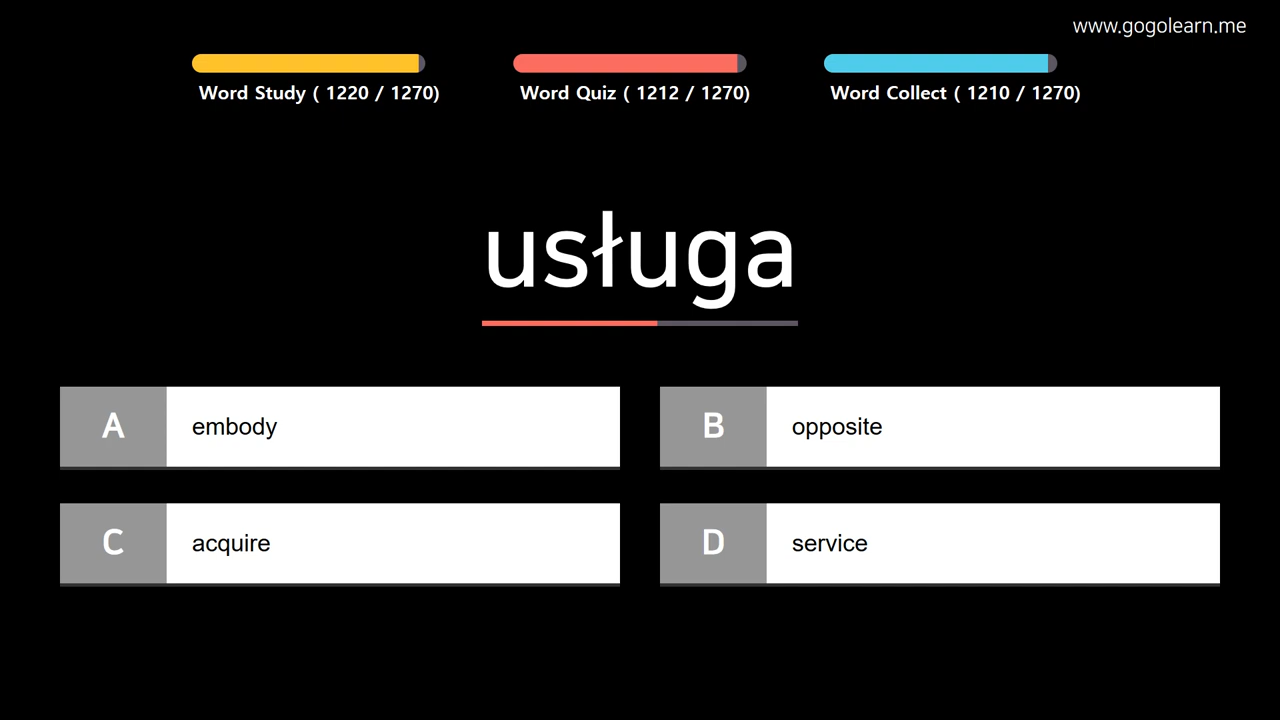 www.gogolearn.me
Word Study ( 1220 / 1270)
Word Quiz ( 1212 / 1270)
Word Collect ( 1210 / 1270)
usługa
A embody
B opposite
C acquire
D service